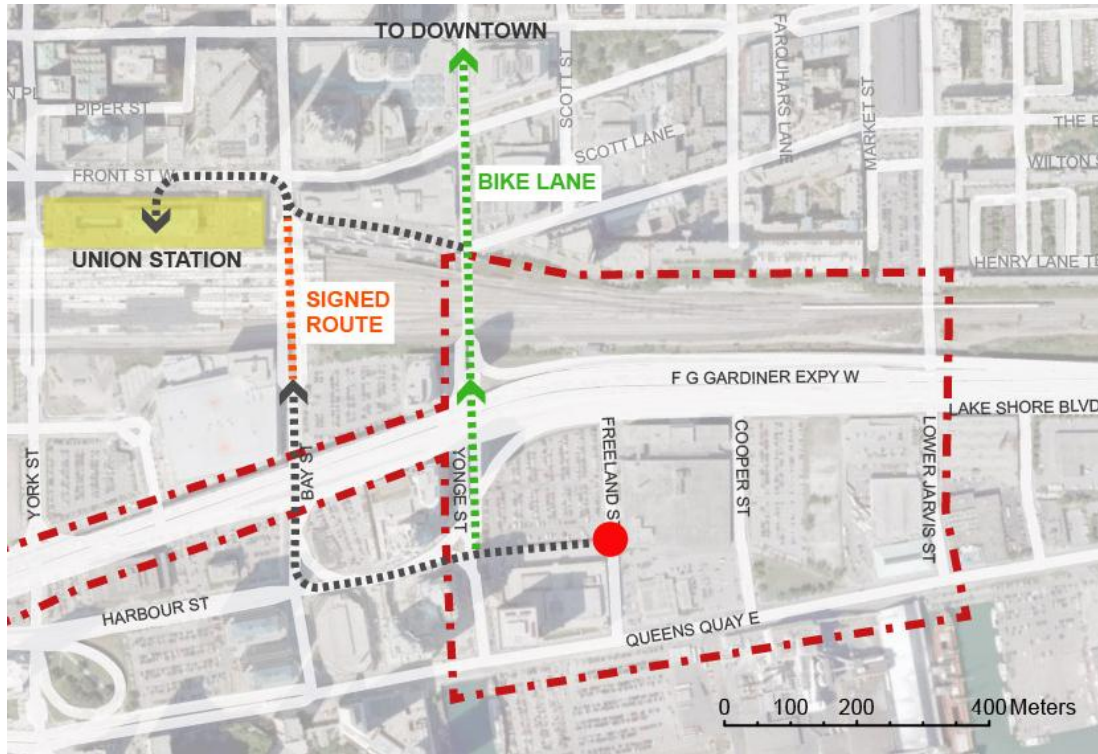 TO DOWNTOWN
SCOTT ST
FARQUHARS LANE
MARKET ST
PIPER ST
THE E
SCOTT LANE
WILTON S
FRONT ST W
BIKE LANE
UNION STATION
HENRY LANE TE
SIGNED
ROUTE
F G GARDINER EXPY W
LAKE SHORE BLVD
YORK ST
BAY ST
YONGE ST
FREELAND ST
COOPER ST
LOWER JARVIS ST
HARBOUR ST
QUEENS QUAY E
0 100 200 400 Meters